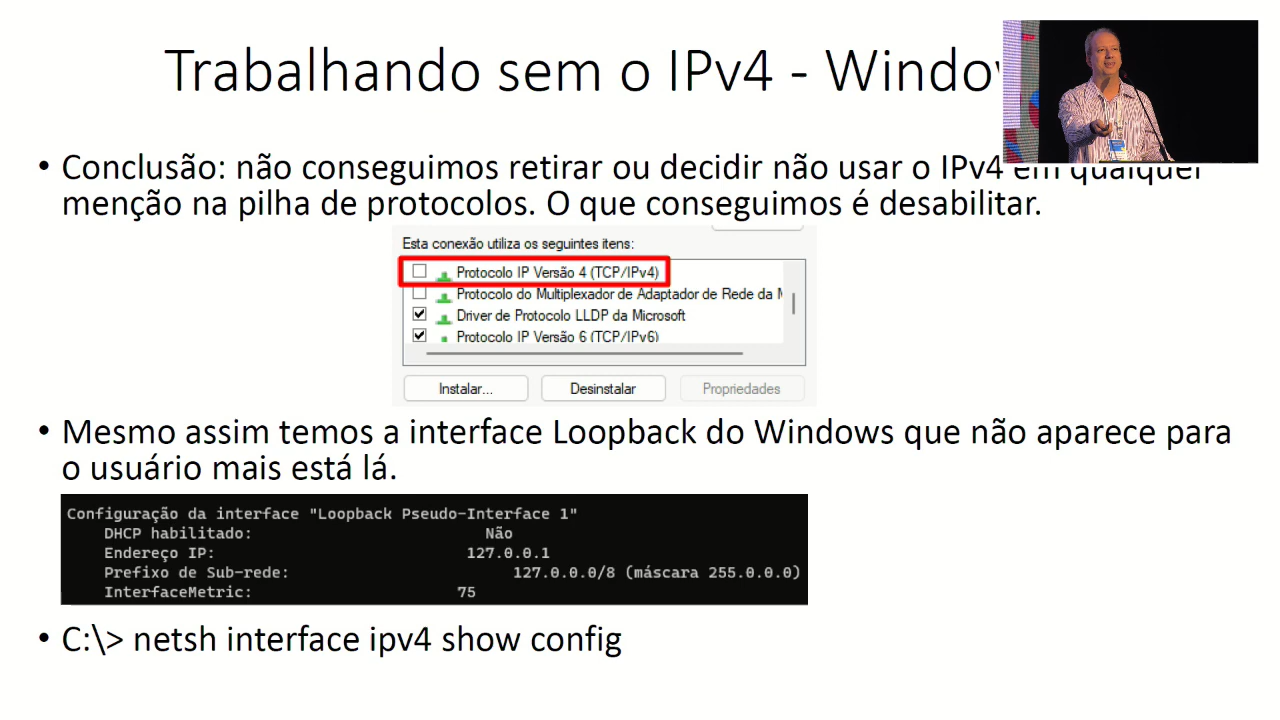 Trabalhando sem o IPv4 - Windo
• Conclusão: não conseguimos retirar ou decidir não usar o IPv4 em qualquer
menção na pilha de protocolos. O que conseguimos é desabilitar.
Esta conexão utiliza os seguintes itens:
Protocolo IP Versão 4 (TCP/IPv4)
Protocolo do Multiplexador de Adaptador de Rede da M
Driver de Protocolo LLDP da Microsoft
Protocolo IP Versão 6 (TCP/IPv6)
Instalar... Desinstalar Propriedades
• Mesmo assim temos a interface Loopback do Windows que não aparece para
o usuário mais está lá.
Configuração da interface "Loopback Pseudo-Interface 1"
DHCP habilitado: Não
Endereço IP: 127.0.0.1
Prefixo de Sub-rede: 127.0.0.0/8 (máscara 255.0.0.0)
InterfaceMetric: 75
• C:\> netsh interface ipv4 show config